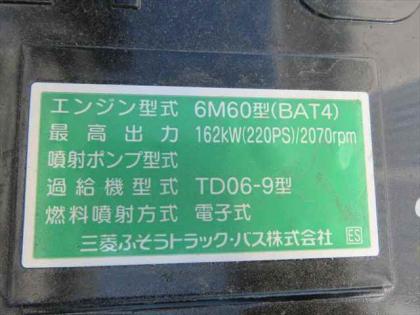 エンジン型式 6M60型(BAT4)
最高出力 162kW(220PS)/2070rpm
噴射ポンプ型式
過給機型式 TD06-9型
燃料噴射方式 電子式
三菱ふそうトラック・バス株式会社 ES